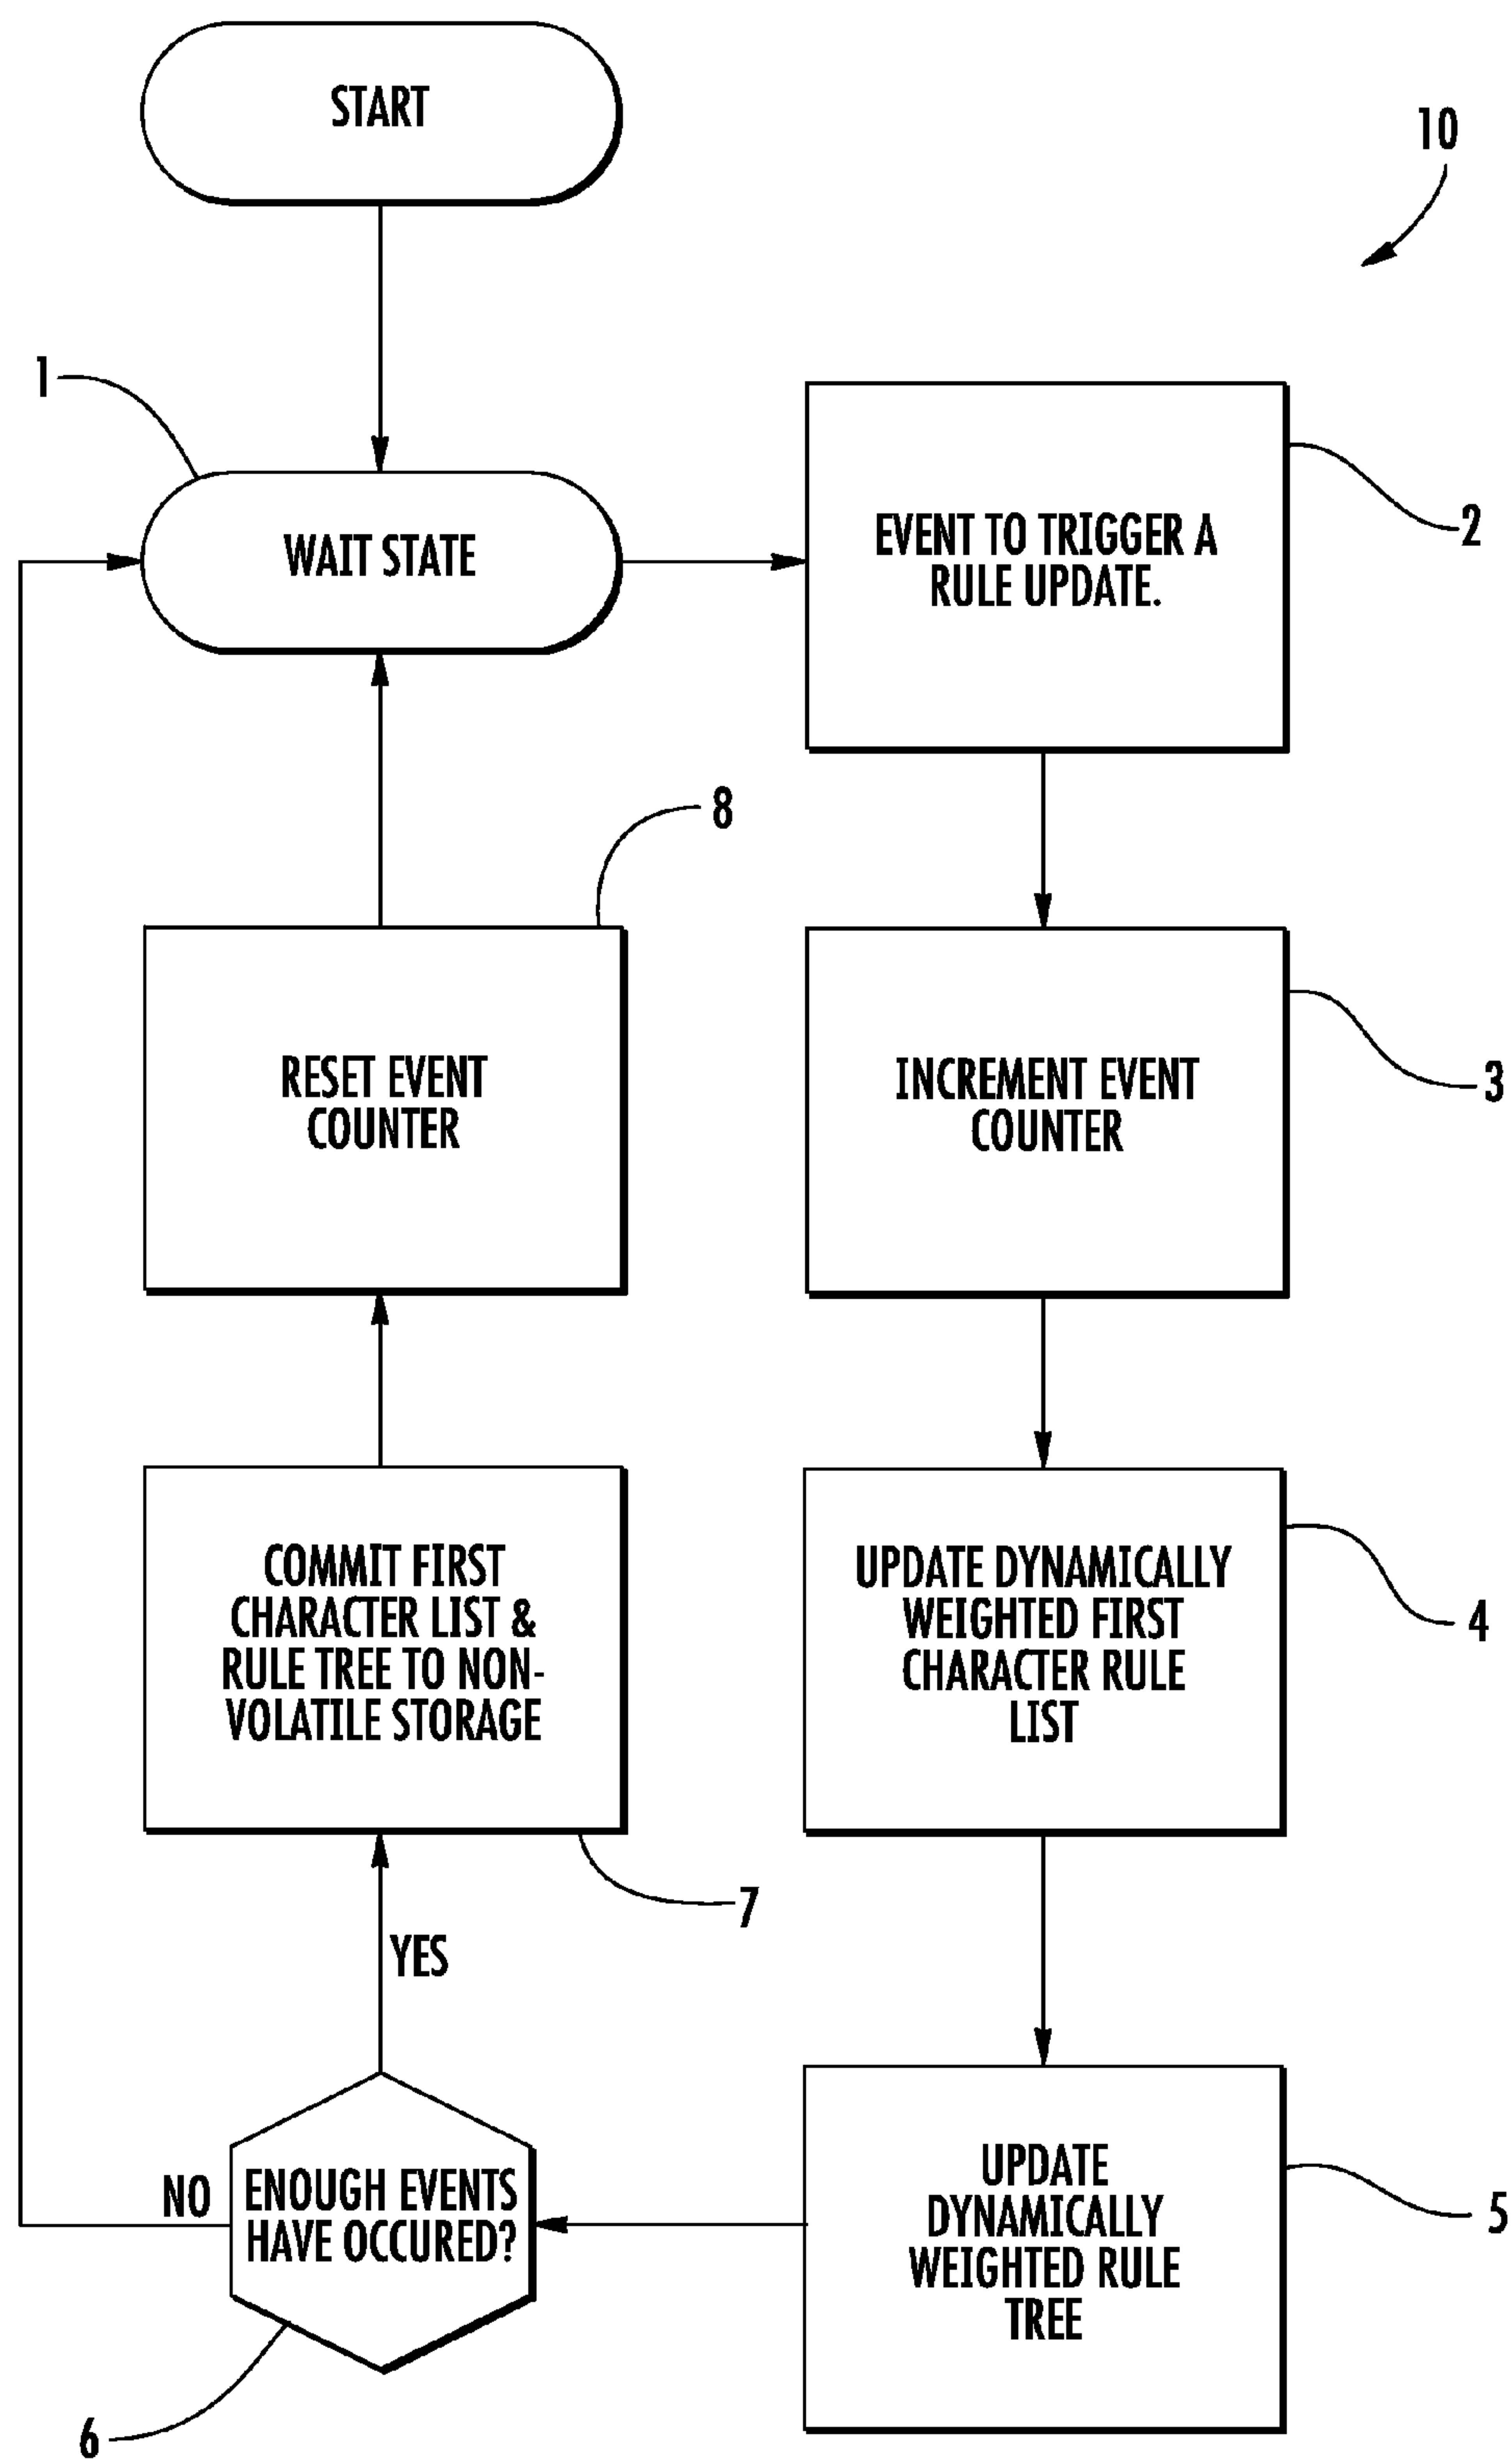 START
10
1
WAIT STATE
EVENT TO TRIGGER A
RULE UPDATE.
2
8
RESET EVENT
COUNTER
INCREMENT EVENT
COUNTER
3
COMMIT FIRST
CHARACTER LIST &
RULE TREE TO NON-
VOLATILE STORAGE
UPDATE DYNAMICALLY
WEIGHTED FIRST
CHARACTER RULE
LIST
4
7
YES
NO
ENOUGH EVENTS
HAVE OCCURED?
UPDATE
DYNAMICALLY
WEIGHTED RULE
TREE
5
6